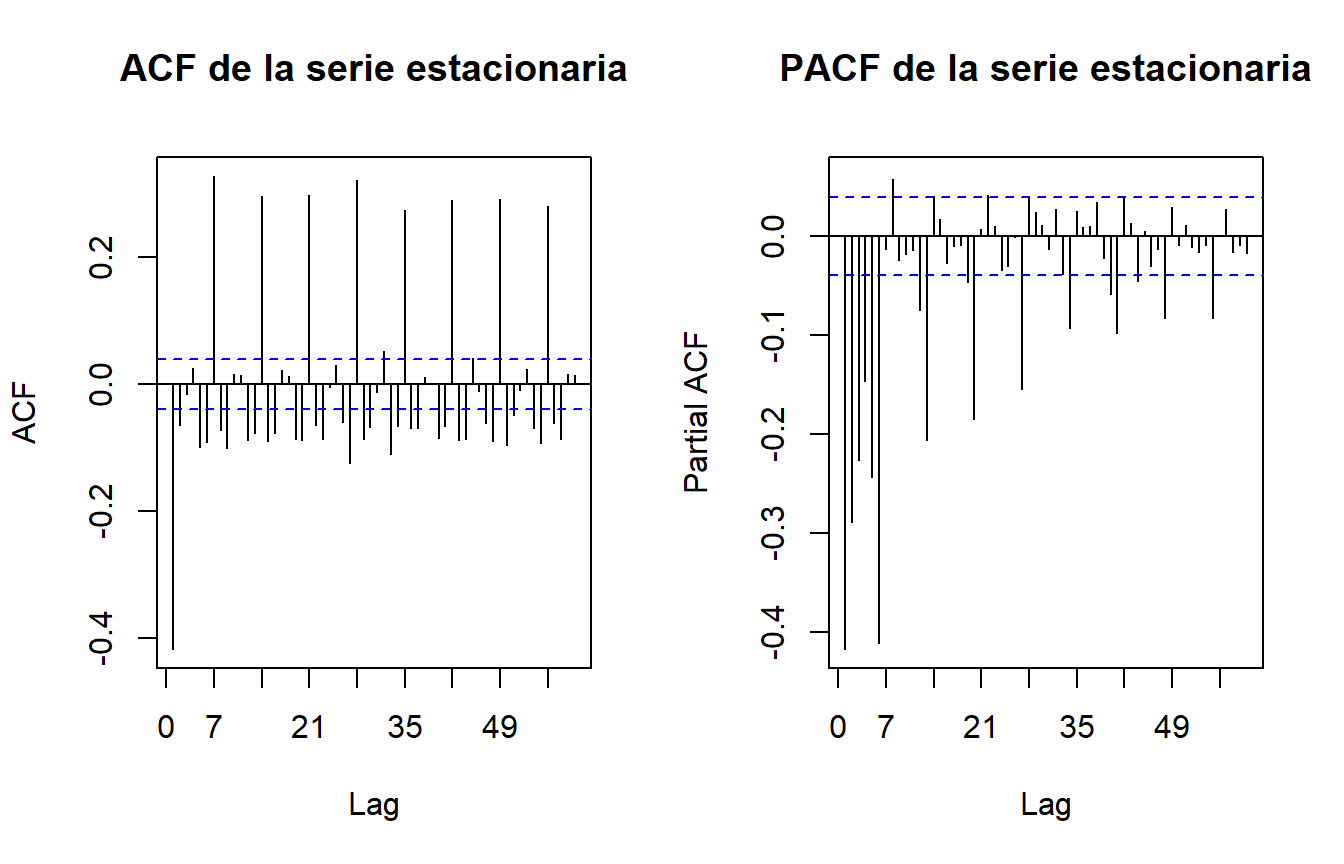 ACF de la serie estacionaria
ACF
0.2
0.0
-0.2
-0.4
0 7 21 35 49
Lag
PACF de la serie estacionaria
Partial ACF
0.0
-0.1
-0.2
-0.3
-0.4
0 7 21 35 49
Lag